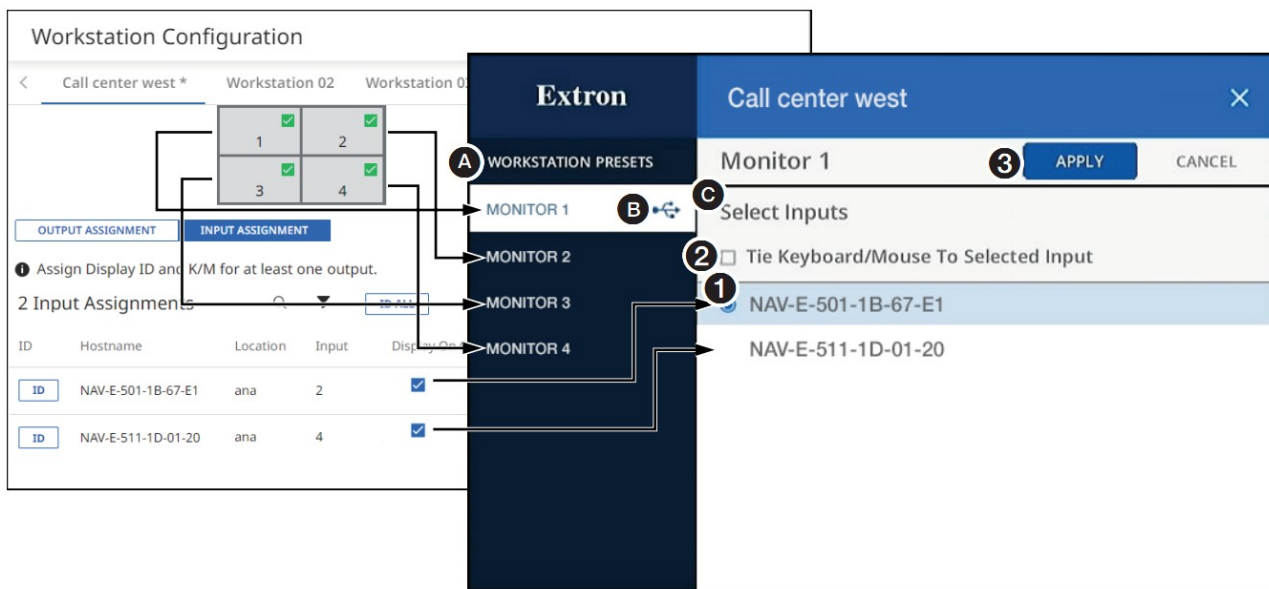 Workstation Configuration
< Call center west * Workstation 02 Workstation 0
1 2
3 4
OUTPUT ASSIGNMENT INPUT ASSIGNMENT
Assign Display ID and K/M for at least one output.
2 Input Assignments ID ALL
ID Hostname Location Input Display On
ID NAV-E-501-1B-67-E1 ana 2
ID NAV-E-511-1D-01-20 ana 4
Extron
A WORKSTATION PRESETS
MONITOR 1 B
MONITOR 2
MONITOR 3
MONITOR 4
Call center west ×
Monitor 1 3 APPLY CANCEL
C
Select Inputs
2 Tie Keyboard/Mouse To Selected Input
1 NAV-E-501-1B-67-E1
NAV-E-511-1D-01-20